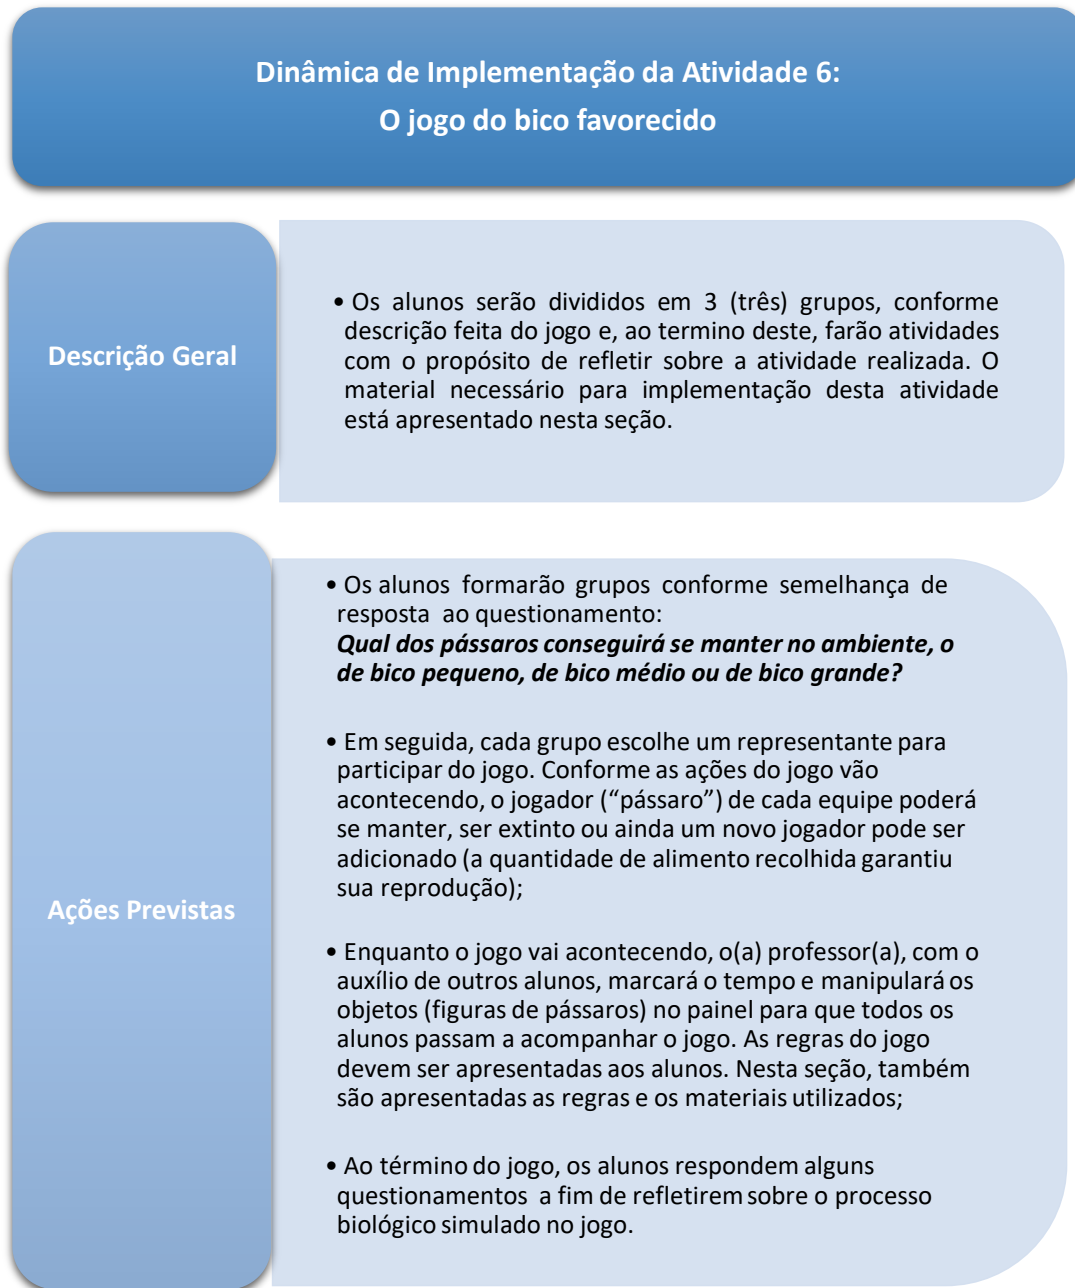 Dinâmica de Implementação da Atividade 6:
O jogo do bico favorecido
Descrição Geral
• Os alunos serão divididos em 3 (três) grupos, conforme
descrição feita do jogo e, ao termino deste, farão atividades
com o propósito de refletir sobre a atividade realizada. O
material necessário para implementação desta atividade
está apresentado nesta seção.
Ações Previstas
• Os alunos formarão grupos conforme semelhança de
resposta ao questionamento:
Qual dos pássaros conseguirá se manter no ambiente, o
de bico pequeno, de bico médio ou de bico grande?
• Em seguida, cada grupo escolhe um representante para
participar do jogo. Conforme as ações do jogo vão
acontecendo, o jogador (“pássaro”) de cada equipe poderá
se manter, ser extinto ou ainda um novo jogador pode ser
adicionado (a quantidade de alimento recolhida garantiu
sua reprodução);
• Enquanto o jogo vai acontecendo, o(a) professor(a), com o
auxílio de outros alunos, marcará o tempo e manipulará os
objetos (figuras de pássaros) no painel para que todos os
alunos passam a acompanhar o jogo. As regras do jogo
devem ser apresentadas aos alunos. Nesta seção, também
são apresentadas as regras e os materiais utilizados;
• Ao término do jogo, os alunos respondem alguns
questionamentos a fim de refletirem sobre o processo
biológico simulado no jogo.